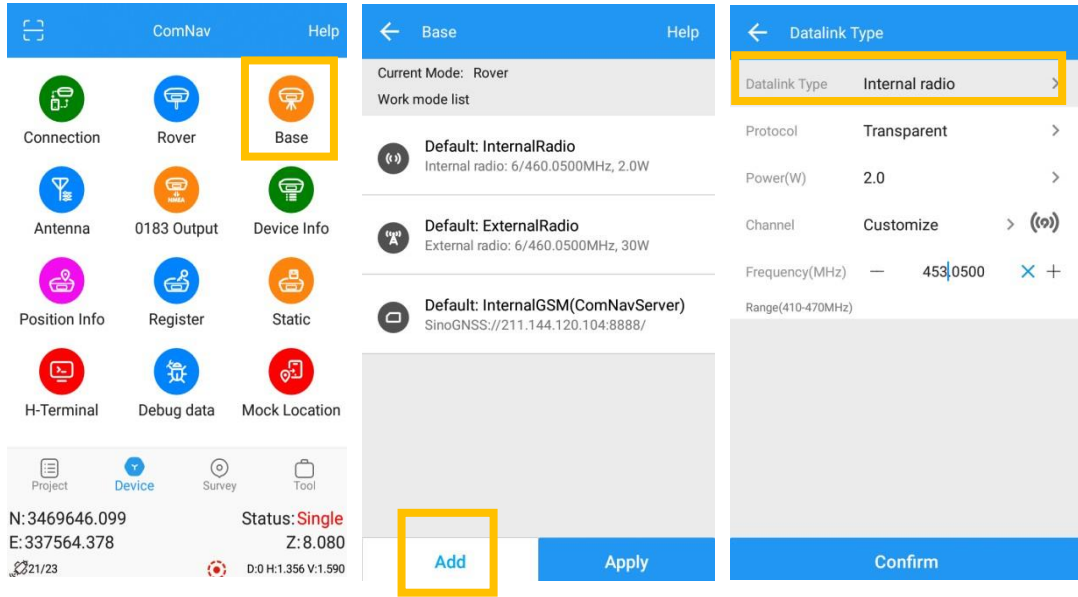 ComNav Help
Connection Rover Base
Antenna 0183 Output Device Info
Position Info Register Static
H-Terminal Debug data Mock Location
Project Device Survey Tool
N:3469646.099 Status:Single
E:337564.378 Z:8.080
21/23 D:0 H:1.356 V:1.590
Base Help
Current Mode: Rover
Work mode list
Default: InternalRadio
Internal radio: 6/460.0500MHz, 2.0W
Default: ExternalRadio
External radio: 6/460.0500MHz, 30W
Default: InternalGSM(ComNavServer)
SinoGNSS://211.144.120.104:8888/
Add Apply
Datalink Type
Datalink Type Internal radio
Protocol Transparent
Power(W) 2.0
Channel Customize
Frequency(MHz) — 453.0500 +
Range(410-470MHz)
Confirm